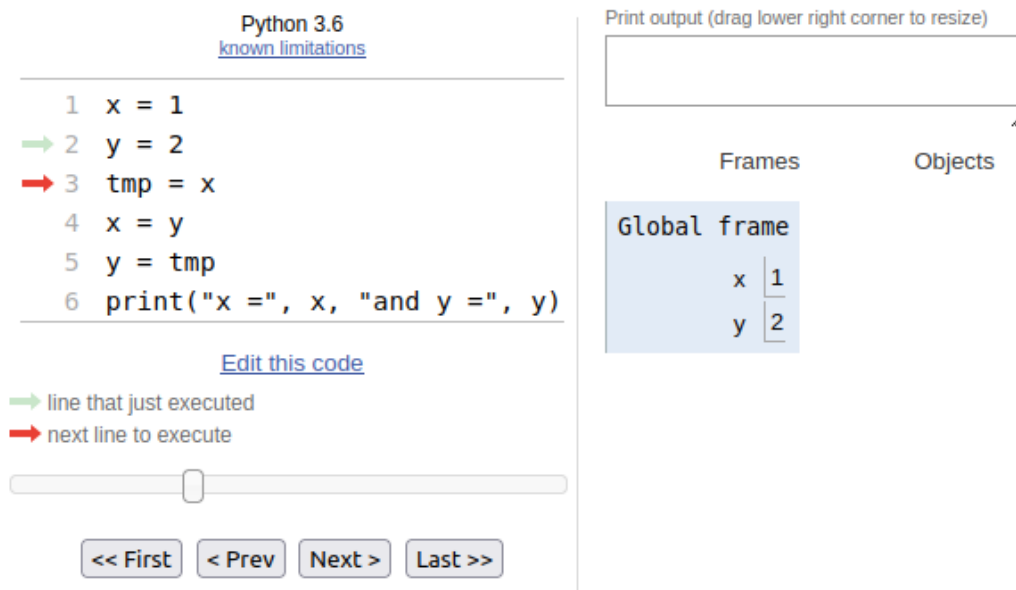 Python 3.6
known limitations
1 x = 1
2 y = 2
3 tmp = x
4 x = y
5 y = tmp
6 print("x =", x, "and y =", y)
Edit this code
line that just executed
next line to execute
<< First < Prev Next > Last >>
Print output (drag lower right corner to resize)
Frames Objects
Global frame
x 1
y 2